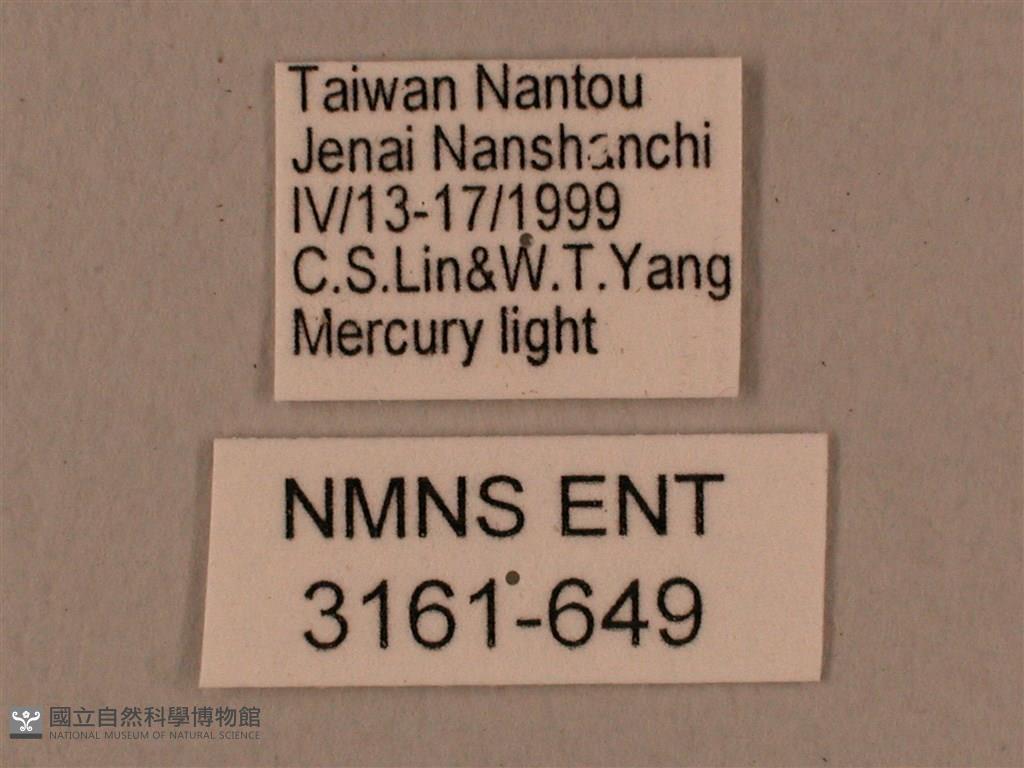 Taiwan Nantou
Jenai Nanshanchi
IV/13-17/1999
C.S.Lin&W.T.Yang
Mercury light
NMNS ENT
3161-649
國立自然科學博物館
NATIONAL MUSEUM OF NATURAL SCIENCE